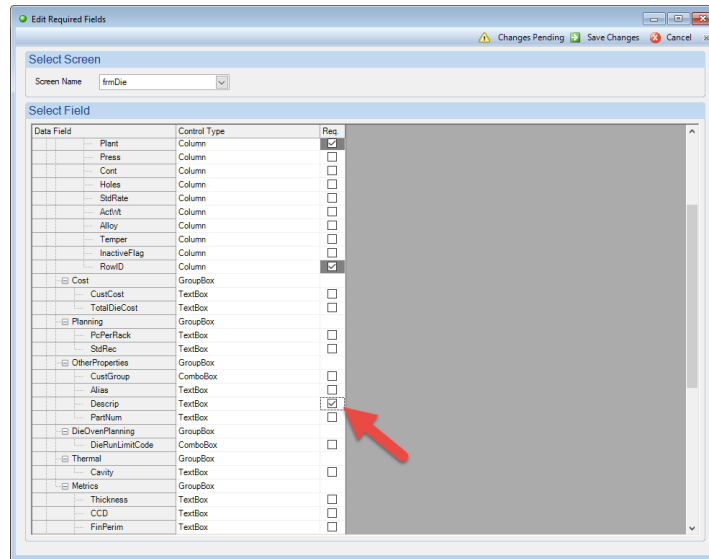 Edit Required Fields
Changes Pending Save Changes Cancel
Select Screen
Screen Name frmDie
Select Field
Data Field Control Type Req.
Plant Column
Press Column
Cont Column
Holes Column
StdRate Column
ActWt Column
Alloy Column
Temper Column
InactiveFlag Column
RowID Column
Cost GroupBox
CustCost TextBox
TotalDieCost TextBox
Planning GroupBox
PcPerRack TextBox
StdRec TextBox
OtherProperties GroupBox
CustGroup ComboBox
Alias TextBox
Descrip TextBox
PartNum TextBox
DieOvenPlanning GroupBox
DieRunLimitCode ComboBox
Thermal GroupBox
Cavity TextBox
Metrics GroupBox
Thickness TextBox
CCD TextBox
FinPerim TextBox